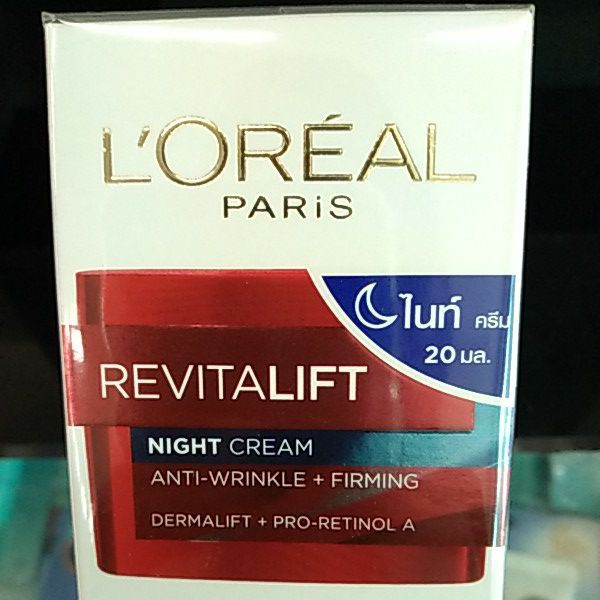 L'ORÉAL
PARiS
ไนท์ ครีม
20 มล.
REVITALIFT
NIGHT CREAM
ANTI-WRINKLE + FIRMING
DERMALIFT + PRO-RETINOL A